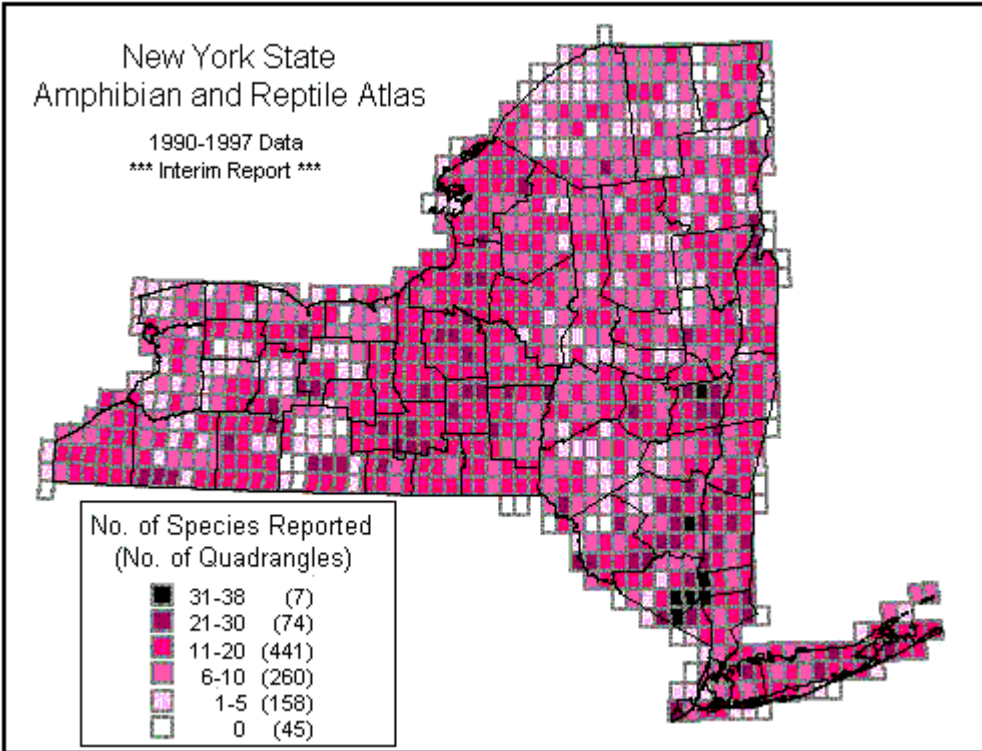 New York State
Amphibian and Reptile Atlas
1990-1997 Data
*** Interim Report ***
No. of Species Reported
(No. of Quadrangles)
31-38 (7)
21-30 (74)
11-20 (441)
6-10 (260)
1-5 (158)
0 (45)